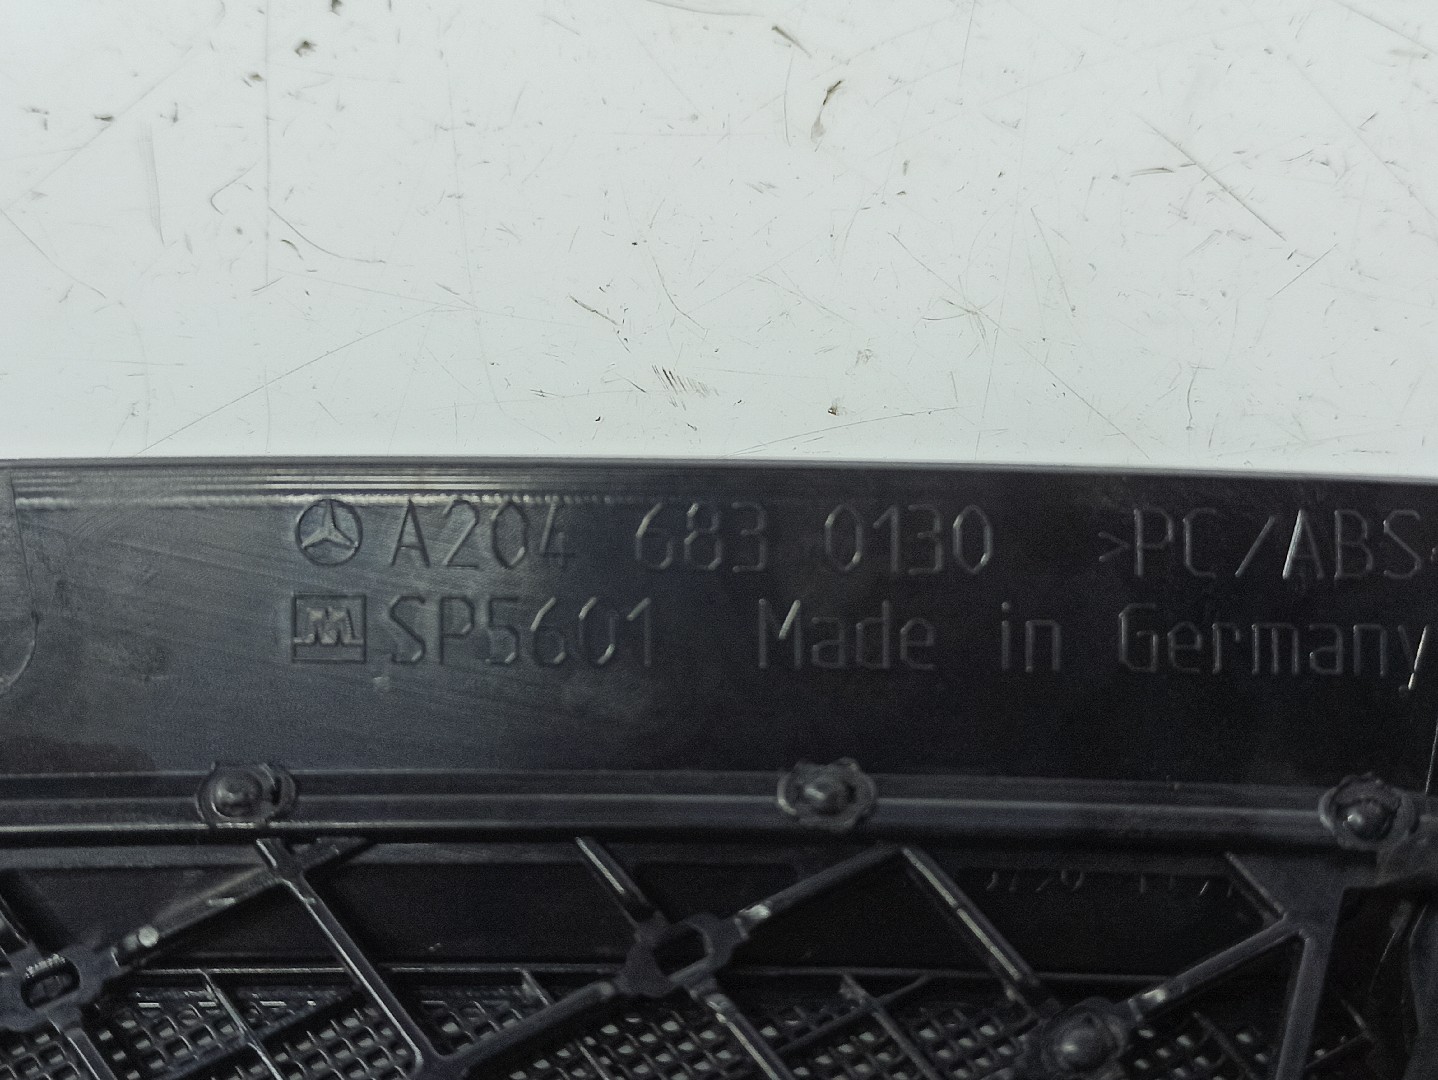 A204 683 0130 >PC/ABS<
SP5601 Made in Germany